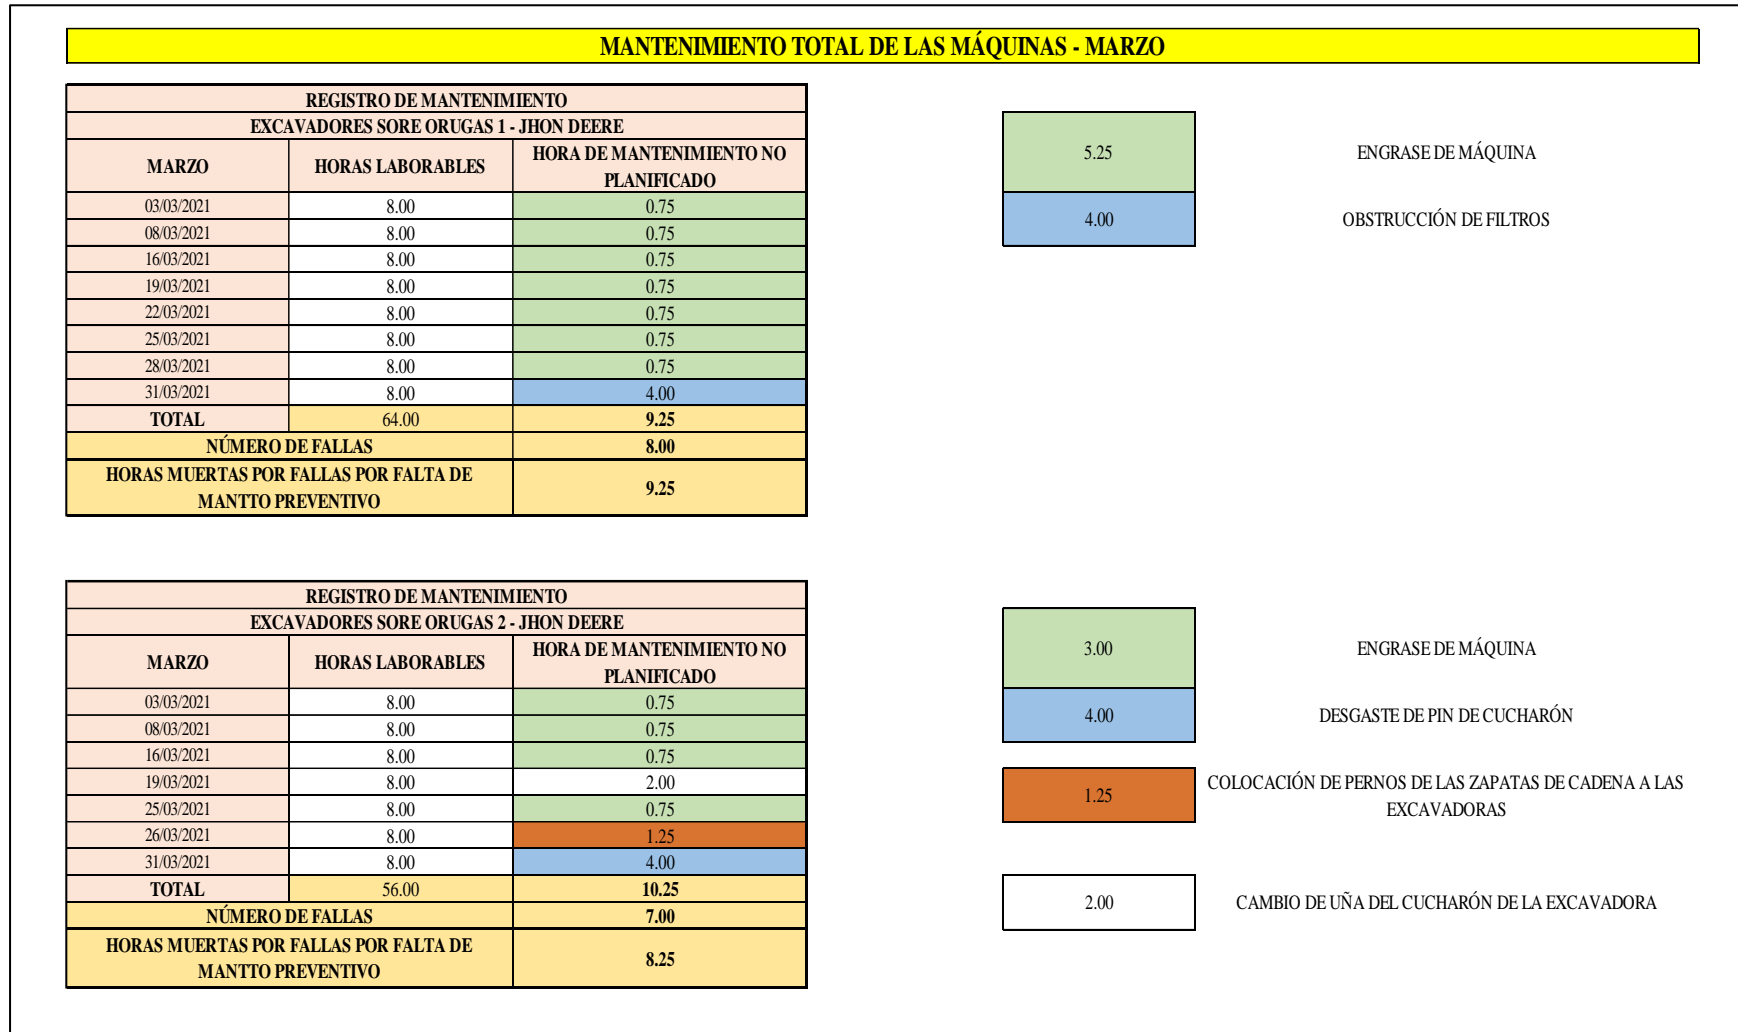 MANTENIMIENTO TOTAL DE LAS MÁQUINAS - MARZO
REGISTRO DE MANTENIMIENTO
EXCAVADORES SORE ORUGAS 1 - JHON DEERE
MARZO HORAS LABORABLES HORA DE MANTENIMIENTO NO PLANIFICADO
03/03/2021 8.00 0.75
08/03/2021 8.00 0.75
16/03/2021 8.00 0.75
19/03/2021 8.00 0.75
22/03/2021 8.00 0.75
25/03/2021 8.00 0.75
28/03/2021 8.00 0.75
31/03/2021 8.00 4.00
TOTAL 64.00 9.25
NÚMERO DE FALLAS 8.00
HORAS MUERTAS POR FALLAS POR FALTA DE
MANTTO PREVENTIVO 9.25
5.25 ENGRASE DE MÁQUINA
4.00 OBSTRUCCIÓN DE FILTROS
REGISTRO DE MANTENIMIENTO
EXCAVADORES SORE ORUGAS 2 - JHON DEERE
MARZO HORAS LABORABLES HORA DE MANTENIMIENTO NO PLANIFICADO
03/03/2021 8.00 0.75
08/03/2021 8.00 0.75
16/03/2021 8.00 0.75
19/03/2021 8.00 2.00
25/03/2021 8.00 0.75
26/03/2021 8.00 1.25
31/03/2021 8.00 4.00
TOTAL 56.00 10.25
NÚMERO DE FALLAS 7.00
HORAS MUERTAS POR FALLAS POR FALTA DE
MANTTO PREVENTIVO 8.25
3.00 ENGRASE DE MÁQUINA
4.00 DESGASTE DE PIN DE CUCHARÓN
1.25 COLOCACIÓN DE PERNOS DE LAS ZAPATAS DE CADENA A LAS
EXCAVADORAS
2.00 CAMBIO DE UÑA DEL CUCHARÓN DE LA EXCAVADORA